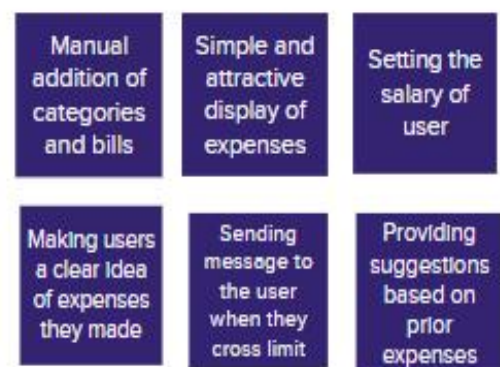 Manual
addition of
categories
and bills
Simple and
attractive
display of
expenses
Setting the
salary of
user
Making users
a clear idea
of expenses
they made
Sending
message to
the user
when they
cross limit
Providing
suggestions
based on
prior
expenses